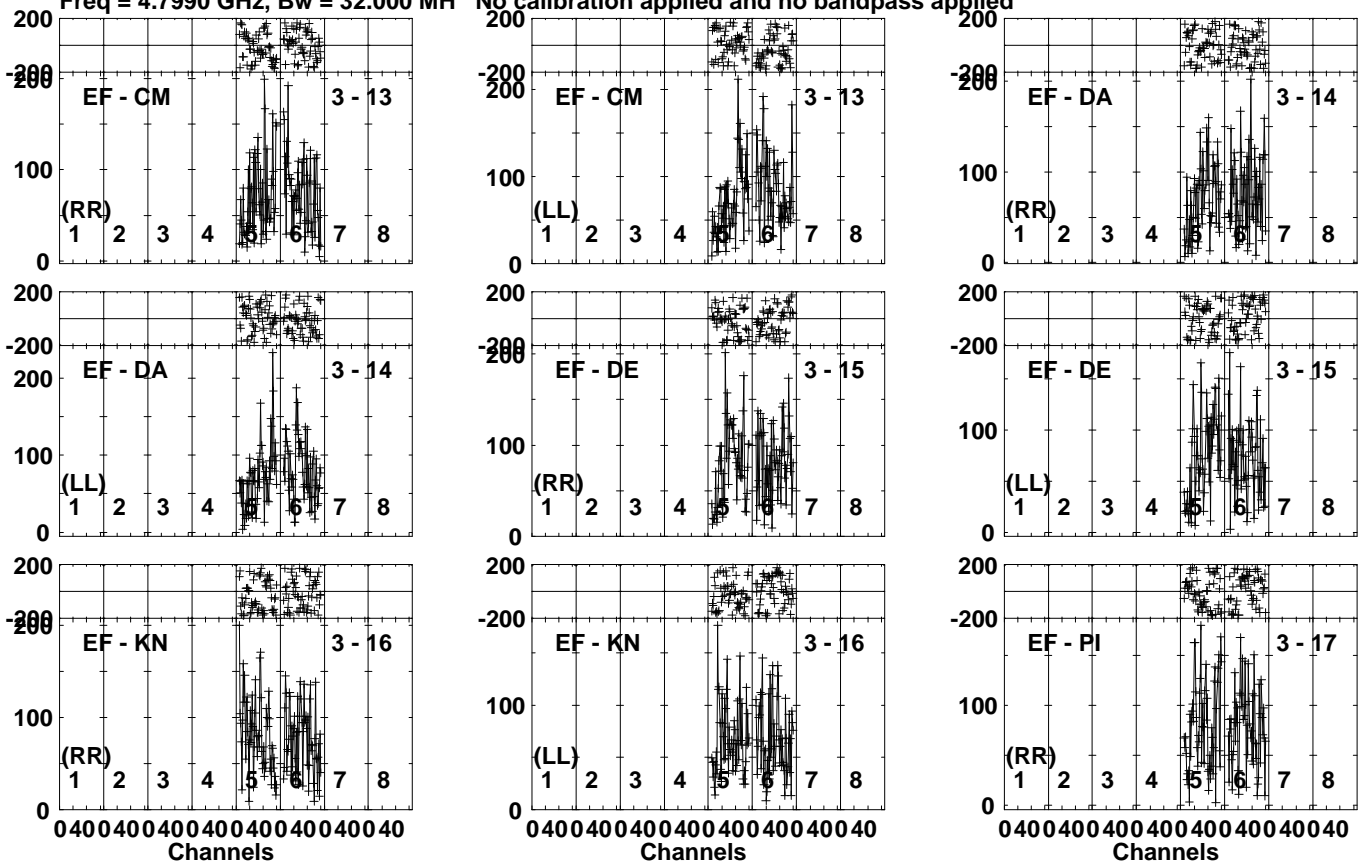 Freq = 4.7990 GHz, Bw = 32.000 MH No calibration applied and no bandpass applied
200 200 200
-200 -200 -200
200 200 200
EF - CM 3 - 13 EF - CM 3 - 13 EF - DA 3 - 14
100 100 100
(RR) (LL) (RR)
1 2 3 4 5 6 7 8 1 2 3 4 5 6 7 8 1 2 3 4 5 6 7 8
0 0 0
200 200 200
-200 -200 -200
200 200 200
EF - DA 3 - 14 EF - DE 3 - 15 EF - DE 3 - 15
100 100 100
(LL) (RR) (LL)
1 2 3 4 5 6 7 8 1 2 3 4 5 6 7 8 1 2 3 4 5 6 7 8
0 0 0
200 200 200
-200 -200 -200
200
EF - KN 3 - 16 EF - KN 3 - 16 EF - PI 3 - 17
100 100 100
(RR) (LL) (RR)
1 2 3 4 5 6 7 8 1 2 3 4 5 6 7 8 1 2 3 4 5 6 7 8
0 0 0
0 40 0 40 0 40 0 40 0 40 0 40 0 40 0 40 0 40 0 40 0 40 0 40 0 40 0 40 0 40 0 40 0 40 0 40 0 40 0 40 0 40 0 40 0 40 0 40
Channels Channels Channels